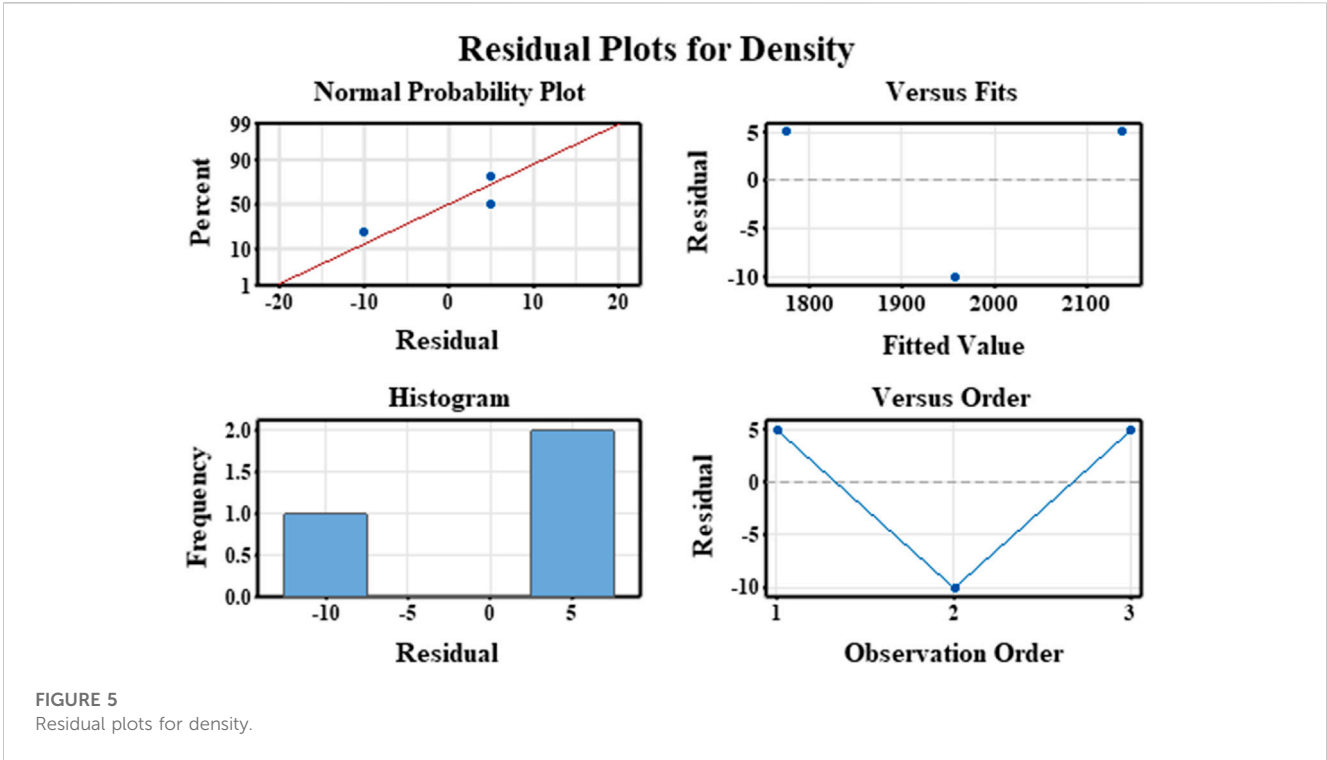 Residual Plots for Density
Normal Probability Plot
99
90
50
10
1
Percent
-20 -10 0 10 20
Residual
Versus Fits
5
0
-5
-10
Residual
1800 1900 2000 2100
Fitted Value
Histogram
2.0
1.5
1.0
0.5
0.0
Frequency
-10 -5 0 5
Residual
Versus Order
5
0
-5
-10
Residual
1 2 3
Observation Order
FIGURE 5
Residual plots for density.